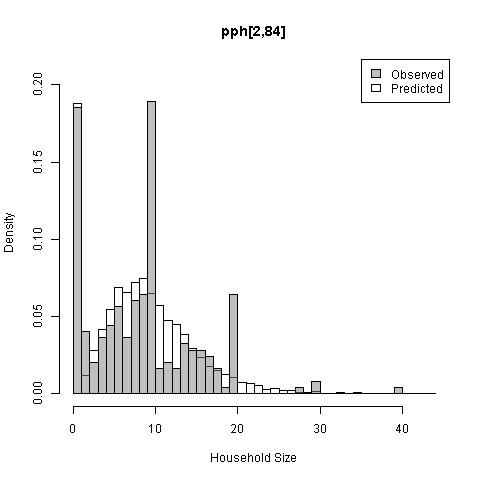 pph[2,84]
Observed
Predicted
0.20
0.15
0.10
0.05
0.00
Density
0 10 20 30 40
Household Size